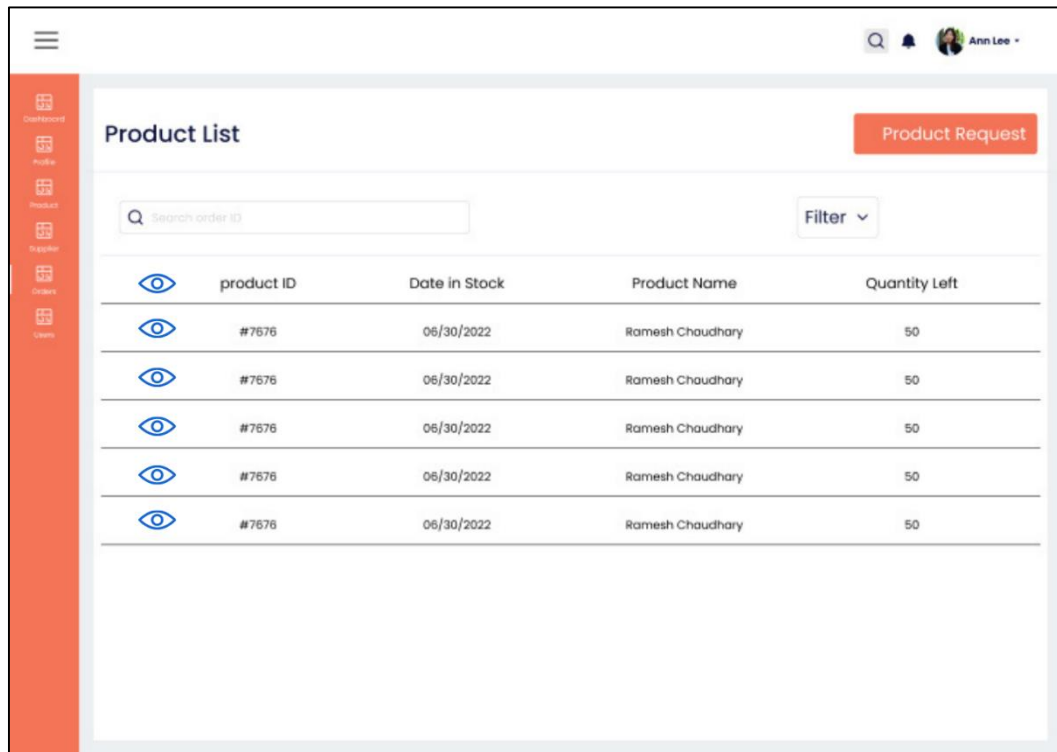 Ann Lee
Dashboard
Profile
Product
Supplier
Orders
Users
Product List
Product Request
Search order ID
Filter
product ID Date in Stock Product Name Quantity Left
#7676 06/30/2022 Ramesh Chaudhary 50
#7676 06/30/2022 Ramesh Chaudhary 50
#7676 06/30/2022 Ramesh Chaudhary 50
#7676 06/30/2022 Ramesh Chaudhary 50
#7676 06/30/2022 Ramesh Chaudhary 50